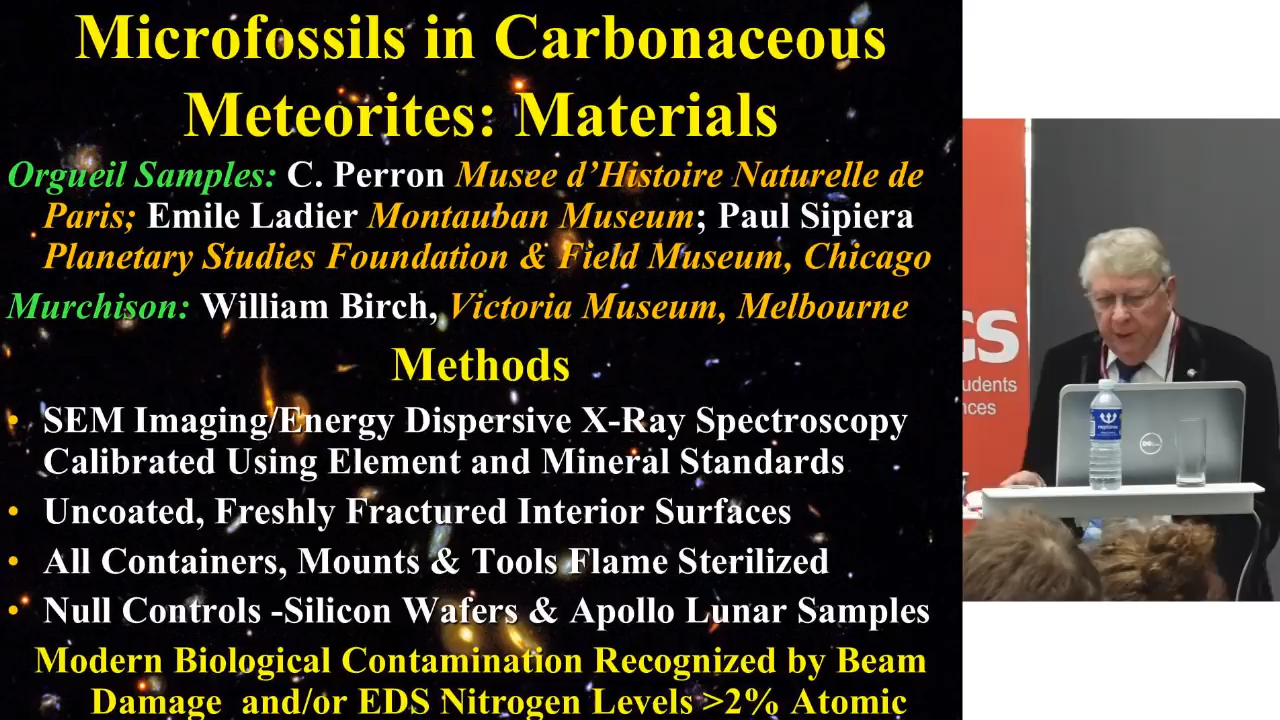 Microfossils in Carbonaceous
Meteorites: Materials
Orgueil Samples: C. Perron Musee d’Histoire Naturelle de
Paris; Emile Ladier Montauban Museum; Paul Sipiera
Planetary Studies Foundation & Field Museum, Chicago
Murchison: William Birch, Victoria Museum, Melbourne
Methods
• SEM Imaging/Energy Dispersive X-Ray Spectroscopy
Calibrated Using Element and Mineral Standards
• Uncoated, Freshly Fractured Interior Surfaces
• All Containers, Mounts & Tools Flame Sterilized
• Null Controls -Silicon Wafers & Apollo Lunar Samples
Modern Biological Contamination Recognized by Beam
Damage and/or EDS Nitrogen Levels >2% Atomic
GS
udents
nces
DELL